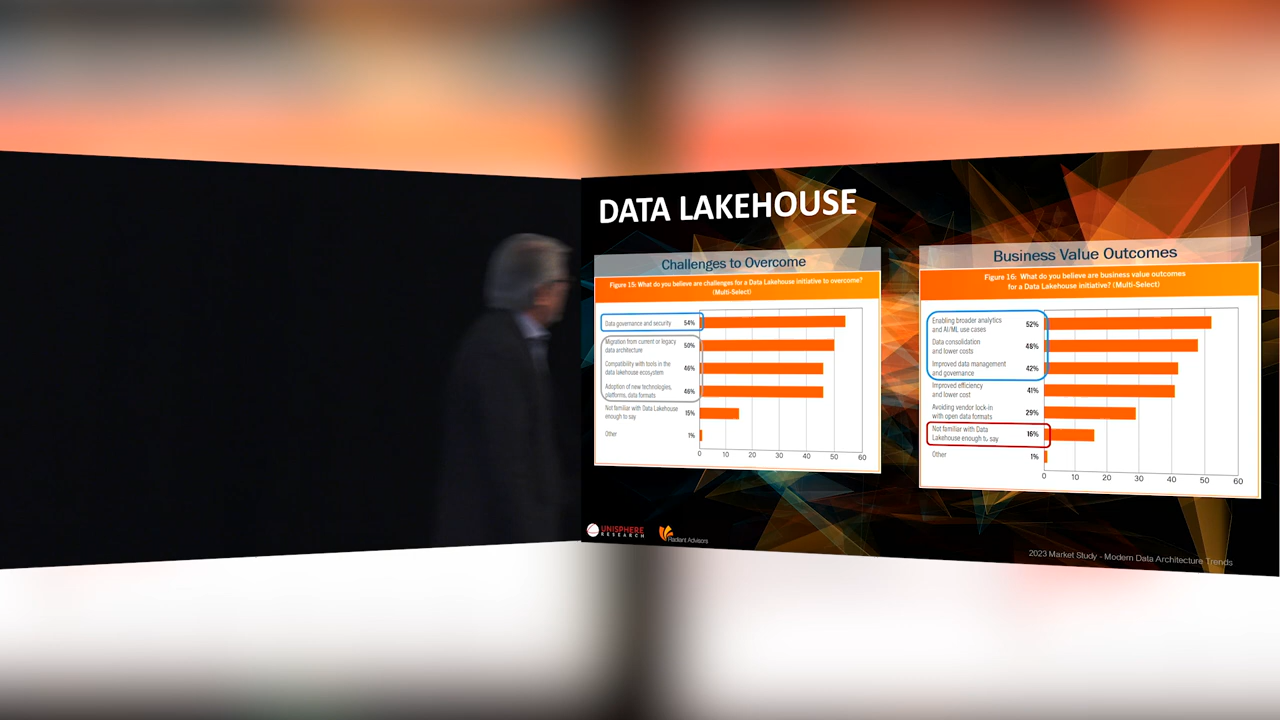 DATA LAKEHOUSE
Challenges to Overcome
Figure 15: What do you believe are challenges for a Data Lakehouse initiative to overcome?
(Multi-Select)
Data governance and security 54%
Migration from current or legacy
data architecture 50%
Compatibility with tools in the
data lakehouse ecosystem 46%
Adoption of new technologies,
platforms, data formats 46%
Not familiar with Data Lakehouse
enough to say 15%
Other 1%
0 10 20 30 40 50 60
Business Value Outcomes
Figure 16: What do you believe are business value outcomes
for a Data Lakehouse initiative? (Multi-Select)
Enabling broader analytics
and AI/ML use cases 52%
Data consolidation
and lower costs 48%
Improved data management
and governance 42%
Improved efficiency
and lower cost 41%
Avoiding vendor lock-in
with open data formats 29%
Not familiar with Data
Lakehouse enough to say 16%
Other 1%
0 10 20 30 40 50 60
UNISPHERE
RESEARCH
Radiant Advisors
2023 Market Study - Modern Data Architecture Trends